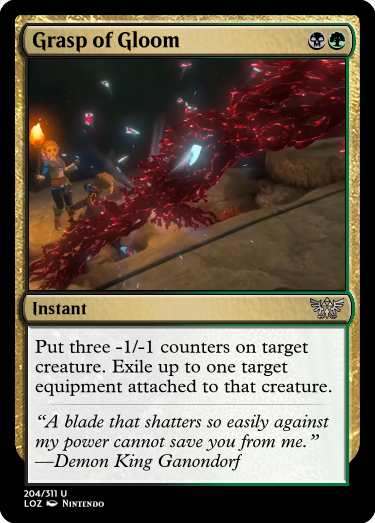 Grasp of Gloom
Instant
Put three -1/-1 counters on target
creature. Exile up to one target
equipment attached to that creature.
“A blade that shatters so easily against
my power cannot save you from me.”
—Demon King Ganondorf
204/311 U
LOZ Nintendo